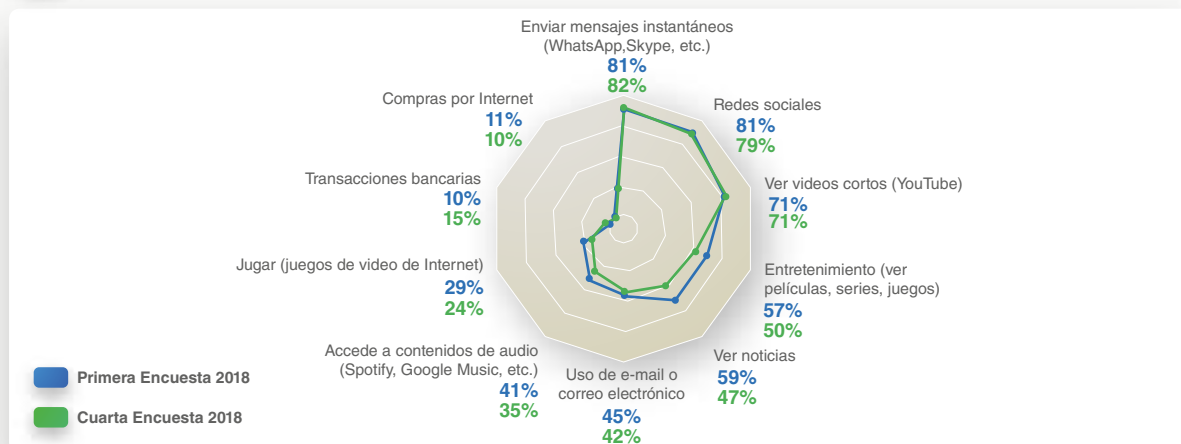 Enviar mensajes instantáneos
(WhatsApp,Skype, etc.)
81%
82%
Redes sociales
81%
79%
Ver videos cortos (YouTube)
71%
71%
Entretenimiento (ver
películas, series, juegos)
57%
50%
Ver noticias
59%
47%
Uso de e-mail o
correo electrónico
45%
42%
Accede a contenidos de audio
(Spotify, Google Music, etc.)
41%
35%
Jugar (juegos de video de Internet)
29%
24%
Transacciones bancarias
10%
15%
Compras por Internet
11%
10%
Primera Encuesta 2018
Cuarta Encuesta 2018